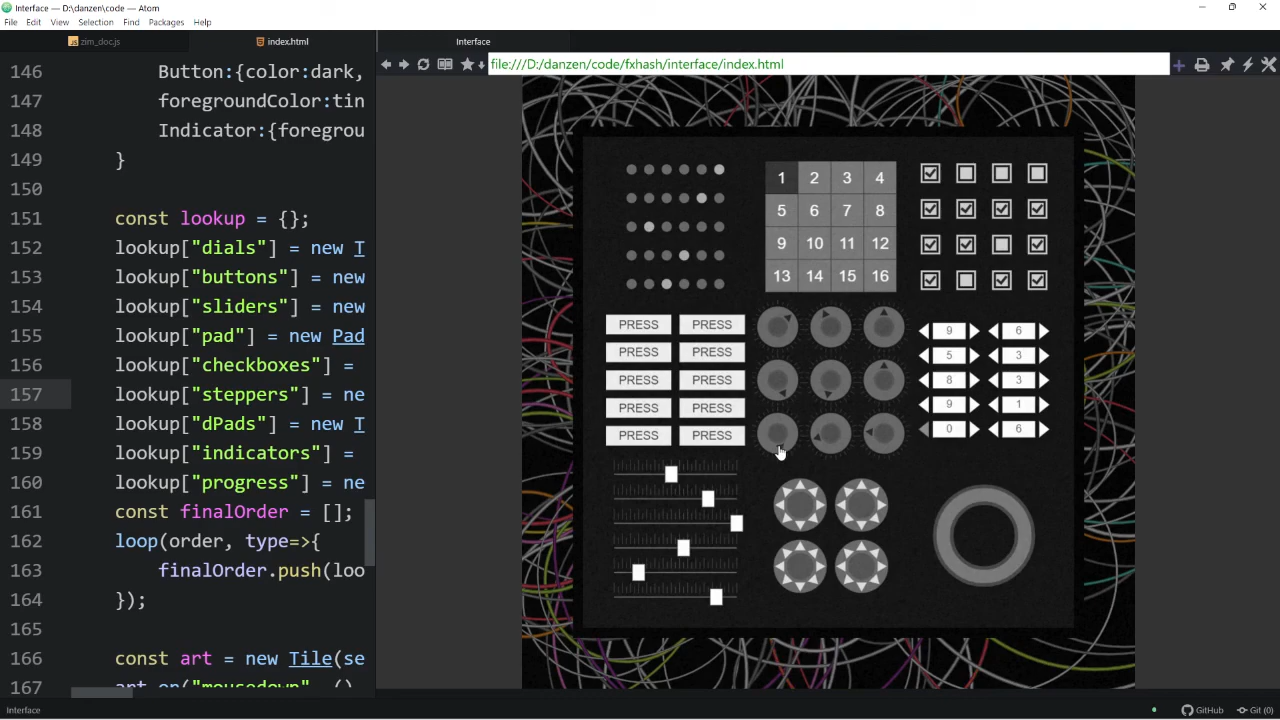 Interface — D:\danzen\code — Atom
File Edit View Selection Find Packages Help
zim_doc.js index.html Interface
file:///D:/danzen/code/fxhash/interface/index.html
146 Button:{color:dark,
147 foregroundColor:tin
148 Indicator:{foregrou
149 }
150
151 const lookup = {};
152 lookup["dials"] = new T
153 lookup["buttons"] = new
154 lookup["sliders"] = new
155 lookup["pad"] = new Pad
156 lookup["checkboxes"] =
157 lookup["steppers"] = ne
158 lookup["dPads"] = new T
159 lookup["indicators"] =
160 lookup["progress"] = ne
161 const finalOrder = [];
162 loop(order, type=>{
163 finalOrder.push(loo
164 });
165
166 const art = new Tile(se
167 art.on("mousedown", ()
1 2 3 4
5 6 7 8
9 10 11 12
13 14 15 16
PRESS PRESS
PRESS PRESS
PRESS PRESS
PRESS PRESS
PRESS PRESS
9 6
5 3
8 3
9 1
0 6
Interface
GitHub Git (0)